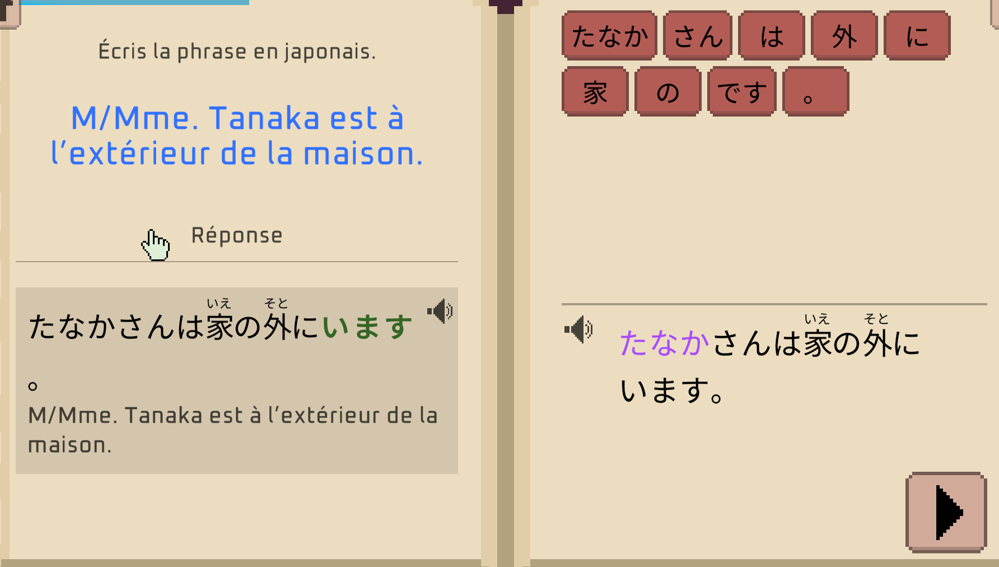 Écris la phrase en japonais.
M/Mme. Tanaka est à
l'extérieur de la maison.
Réponse
いえ そと
たなかさんは家の外にいます
。
M/Mme. Tanaka est à l'extérieur de la
maison.
たなか さん は 外 に
家 の です 。
いえ そと
たなかさんは家の外に
います。